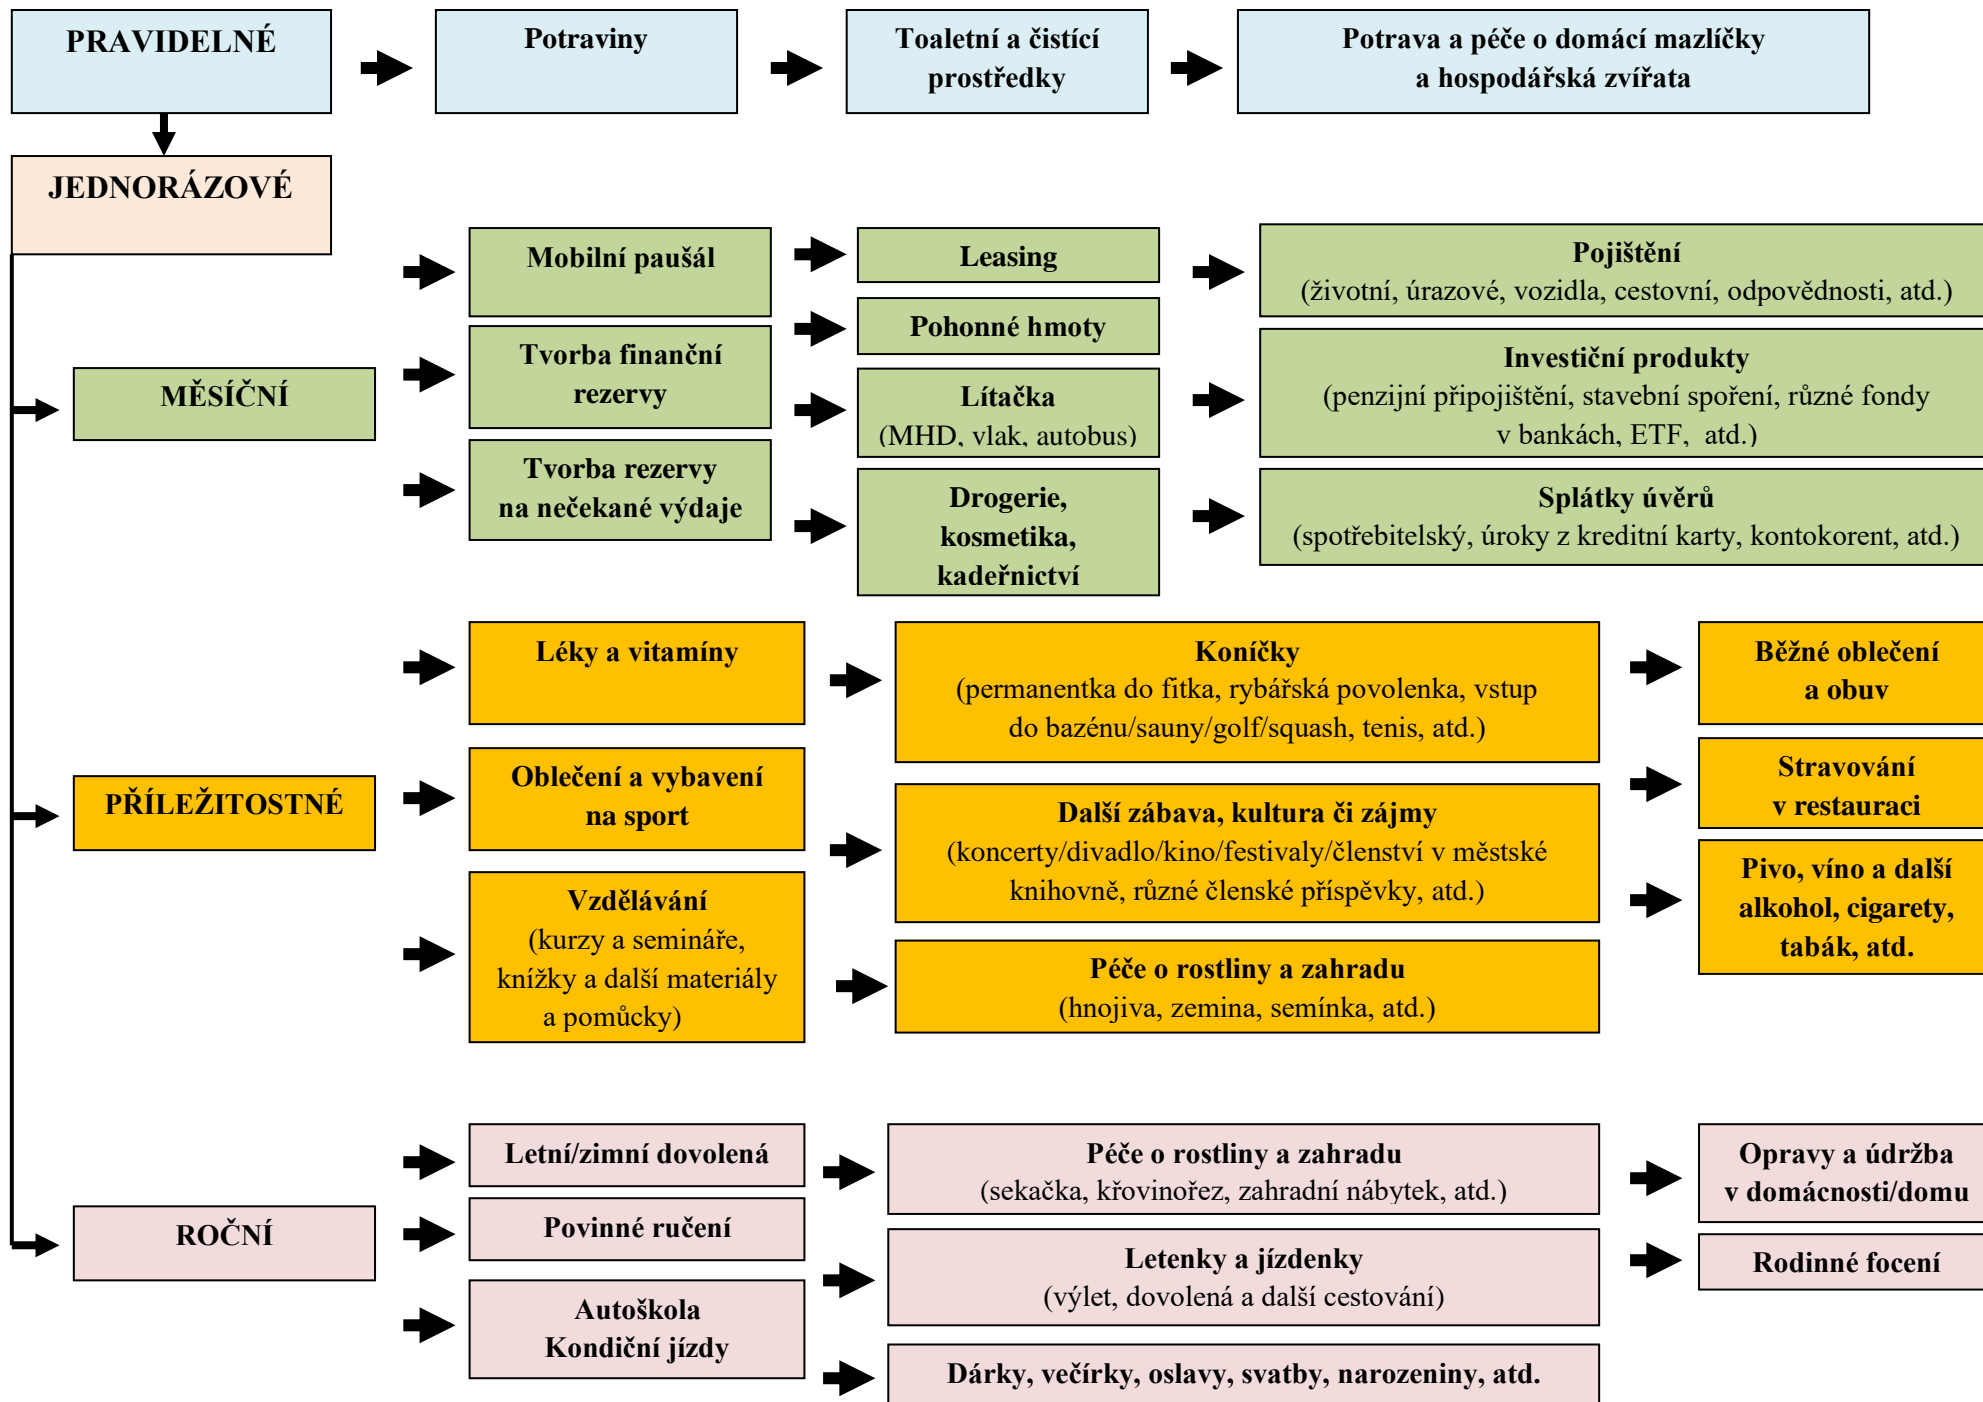 PRAVIDELNÉ
Potraviny
Toaletní a čistící
prostředky
Potrava a péče o domácí mazlíčky
a hospodářská zvířata
JEDNORÁZOVÉ
MĚSÍČNÍ
Mobilní paušál
Tvorba finanční
rezervy
Tvorba rezervy
na nečekané výdaje
Leasing
Pohonné hmoty
Lítačka
(MHD, vlak, autobus)
Drogerie,
kosmetika,
kadeřnictví
Pojištění
(životní, úrazové, vozidla, cestovní, odpovědnosti, atd.)
Investiční produkty
(penzijní připojištění, stavební spoření, různé fondy
v bankách, ETF, atd.)
Splátky úvěrů
(spotřebitelský, úroky z kreditní karty, kontokorent, atd.)
PŘÍLEŽITOSTNÉ
Léky a vitamíny
Oblečení a vybavení
na sport
Vzdělávání
(kurzy a semináře,
knížky a další materiály
a pomůcky)
Koníčky
(permanentka do fitka, rybářská povolenka, vstup
do bazénu/sauny/golf/squash, tenis, atd.)
Další zábava, kultura či zájmy
(koncerty/divadlo/kino/festivaly/členství v městské
knihovně, různé členské příspěvky, atd.)
Péče o rostliny a zahradu
(hnojiva, zemina, semínka, atd.)
Běžné oblečení
a obuv
Stravování
v restauraci
Pivo, víno a další
alkohol, cigarety,
tabák, atd.
ROČNÍ
Letní/zimní dovolená
Povinné ručení
Autoškola
Kondiční jízdy
Péče o rostliny a zahradu
(sekačka, křovinořez, zahradní nábytek, atd.)
Letenky a jízdenky
(výlet, dovolená a další cestování)
Dárky, večírky, oslavy, svatby, narozeniny, atd.
Opravy a údržba
v domácnosti/domu
Rodinné focení